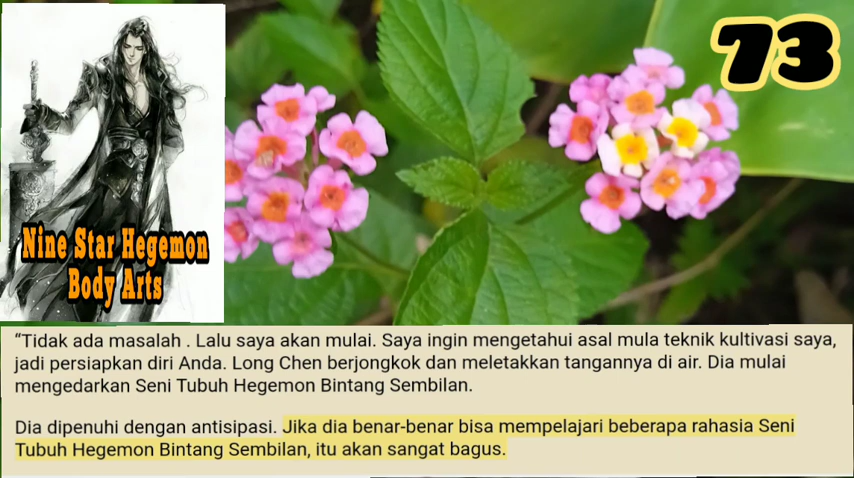 73
Nine Star Hegemon
Body Arts
“Tidak ada masalah . Lalu saya akan mulai. Saya ingin mengetahui asal mula teknik kultivasi saya,
jadi persiapkan diri Anda. Long Chen berjongkok dan meletakkan tangannya di air. Dia mulai
mengedarkan Seni Tubuh Hegemon Bintang Sembilan.
Dia dipenuhi dengan antisipasi. Jika dia benar-benar bisa mempelajari beberapa rahasia Seni
Tubuh Hegemon Bintang Sembilan, itu akan sangat bagus.